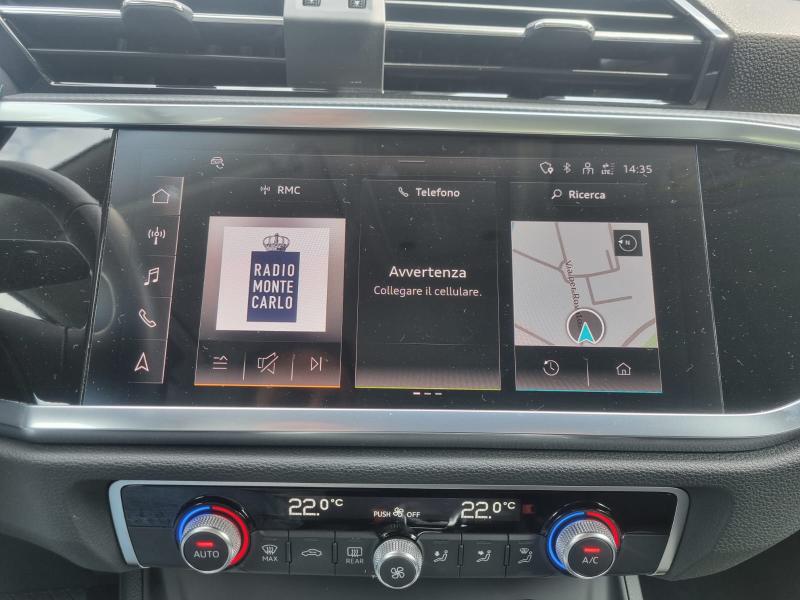 LTE 14:35
RMC
Telefono
Ricerca
RADIO
MONTE
CARLO
Avvertenza
Collegare il cellulare.
N
22.0°C
PUSH OFF
22.0°C
AUTO
MAX
REAR
A/C